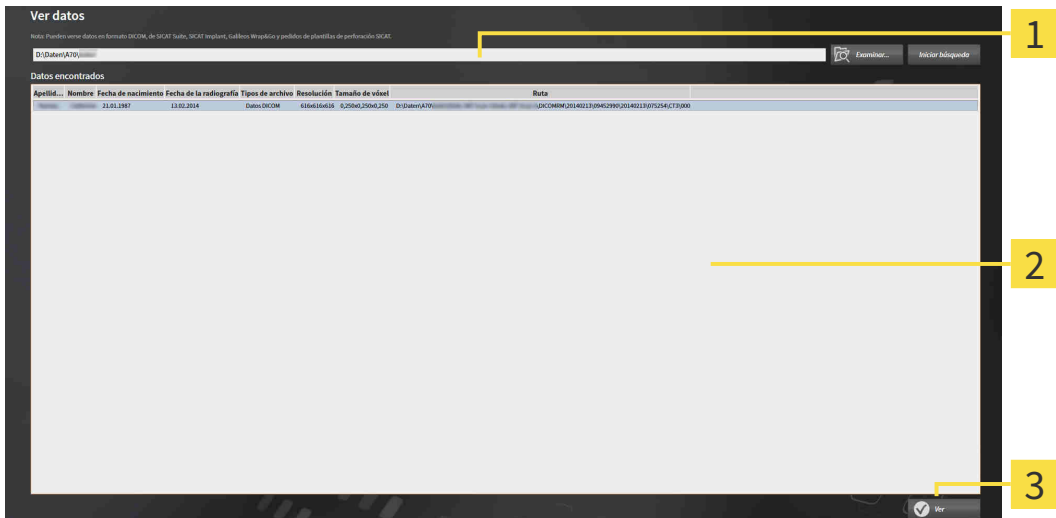 Ver datos
Nota: Pueden verse datos en formato DICOM, de SICAT Suite, SICAT Implant, Galileos Wrap&Go y pedidos de plantillas de perforación SICAT.
D:\Daten\A70\
Examinar...
Iniciar búsqueda
Datos encontrados
Apellid... Nombre Fecha de nacimiento Fecha de la radiografía Tipos de archivo Resolución Tamaño de vóxel Ruta
21.01.1987 13.02.2014 Datos DICOM 616x616x616 0,250x0,250x0,250 D:\Daten\A70\ DICOMRM\20140213\09452990\20140213\075254\CT3\000
Ver
1
2
3